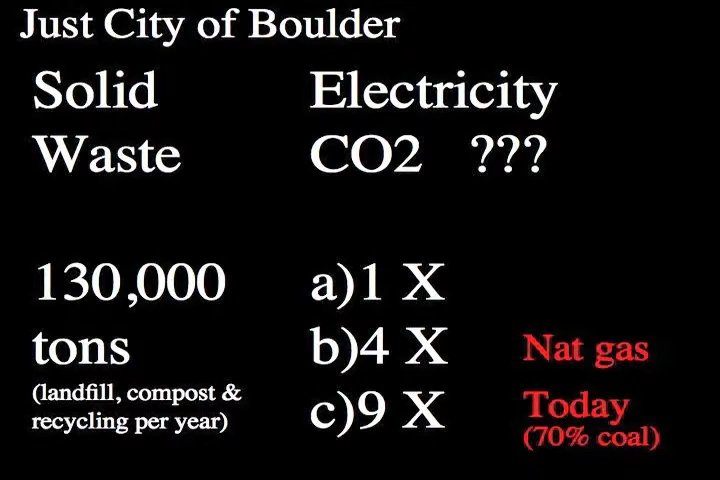 Just City of Boulder
Solid Electricity
Waste CO2 ???
130,000 a)1 X
tons b)4 X Nat gas
(landfill, compost & c)9 X Today
recycling per year) (70% coal)